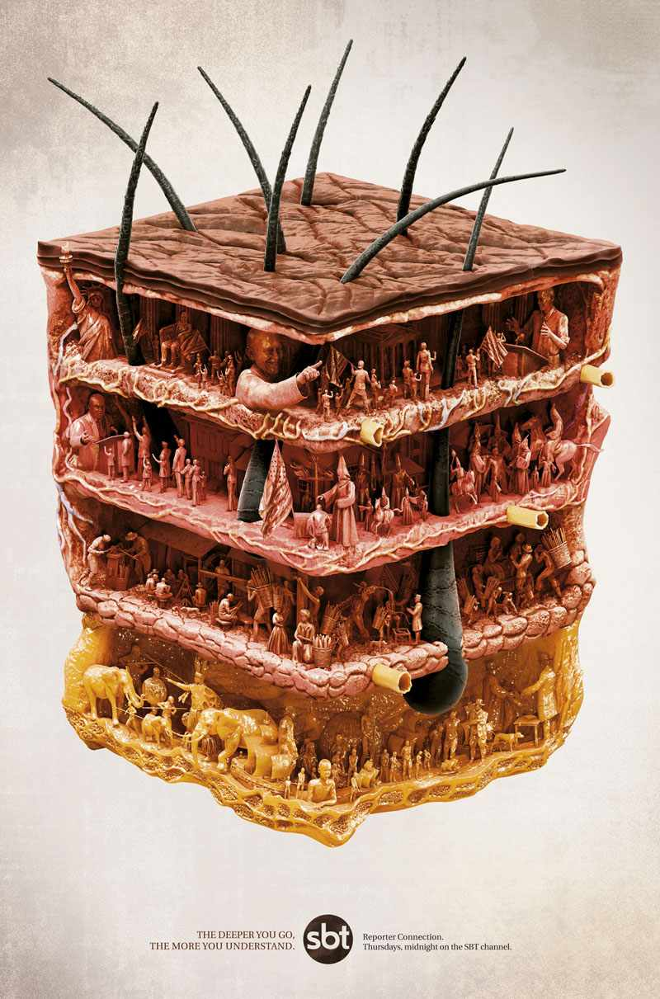 THE DEEPER YOU GO,
THE MORE YOU UNDERSTAND.
sbt
Reporter Connection.
Thursdays, midnight on the SBT channel.